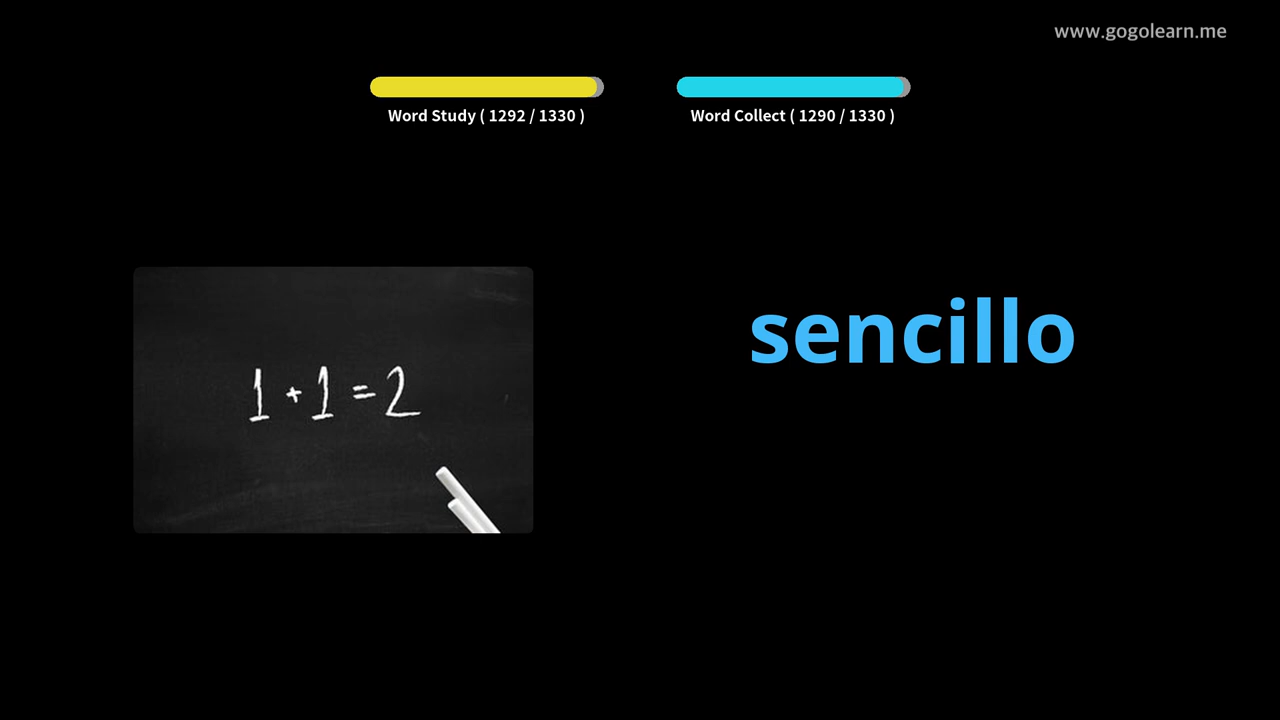 www.gogolearn.me
Word Study ( 1292 / 1330 )
Word Collect ( 1290 / 1330 )
1 + 1 = 2
sencillo